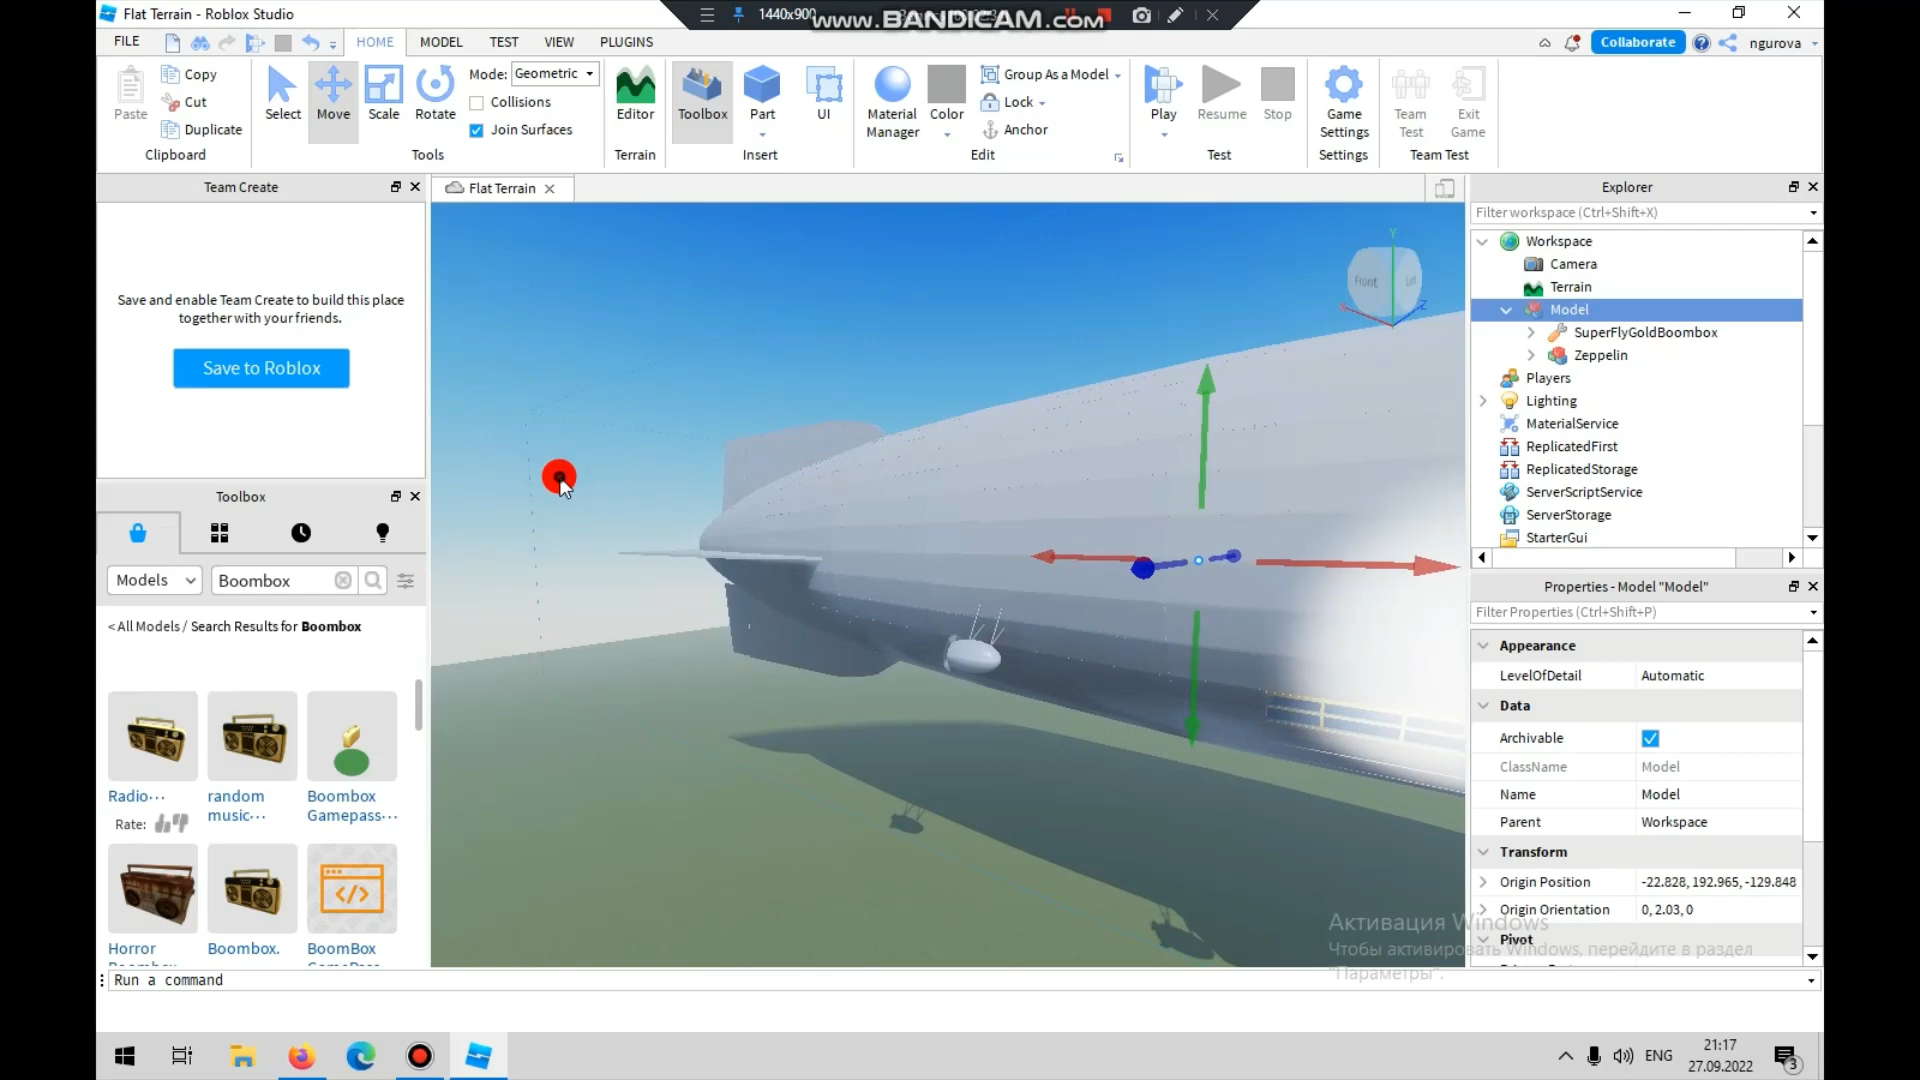 Flat Terrain - Roblox Studio
1440x900
www.BANDICAM.com
FILE
HOME
MODEL
TEST
VIEW
PLUGINS
Collaborate
ngurova
Paste
Copy
Cut
Duplicate
Clipboard
Select
Move
Scale
Rotate
Mode: Geometric
Collisions
Join Surfaces
Tools
Editor
Terrain
Toolbox
Part
UI
Insert
Material Manager
Color
Group As a Model
Lock
Anchor
Edit
Play
Resume
Stop
Test
Game Settings
Settings
Team Test
Exit Game
Team Test
Team Create
Save and enable Team Create to build this place
together with your friends.
Save to Roblox
Toolbox
Models
Boombox
< All Models / Search Results for Boombox
Radio...
Rate:
random music...
Boombox Gamepass...
Horror
Boombox.
BoomBox
Flat Terrain
Front
Y
Z
Explorer
Filter workspace (Ctrl+Shift+X)
Workspace
Camera
Terrain
Model
SuperFlyGoldBoombox
Zeppelin
Players
Lighting
MaterialService
ReplicatedFirst
ReplicatedStorage
ServerScriptService
ServerStorage
StarterGui
Properties - Model "Model"
Filter Properties (Ctrl+Shift+P)
Appearance
LevelOfDetail Automatic
Data
Archivable
ClassName Model
Name Model
Parent Workspace
Transform
Origin Position -22.828, 192.965, -129.848
Origin Orientation 0, 2.03, 0
Pivot
Активация Windows
Чтобы активировать Windows, перейдите в раздел
"Параметры".
Run a command
ENG
21:17
27.09.2022
3